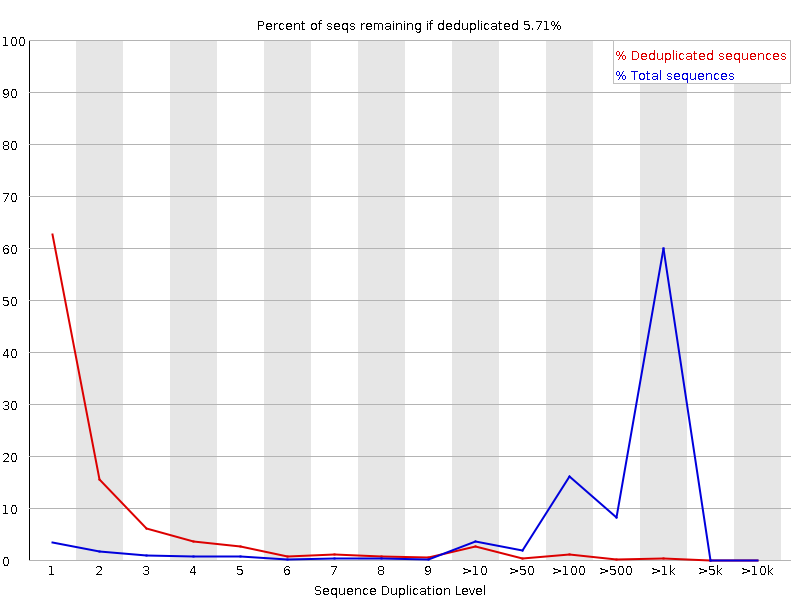 Percent of seqs remaining if deduplicated 5.71%
% Deduplicated sequences
% Total sequences
100
90
80
70
60
50
40
30
20
10
0
1 2 3 4 5 6 7 8 9 >10 >50 >100 >500 >1k >5k >10k
Sequence Duplication Level